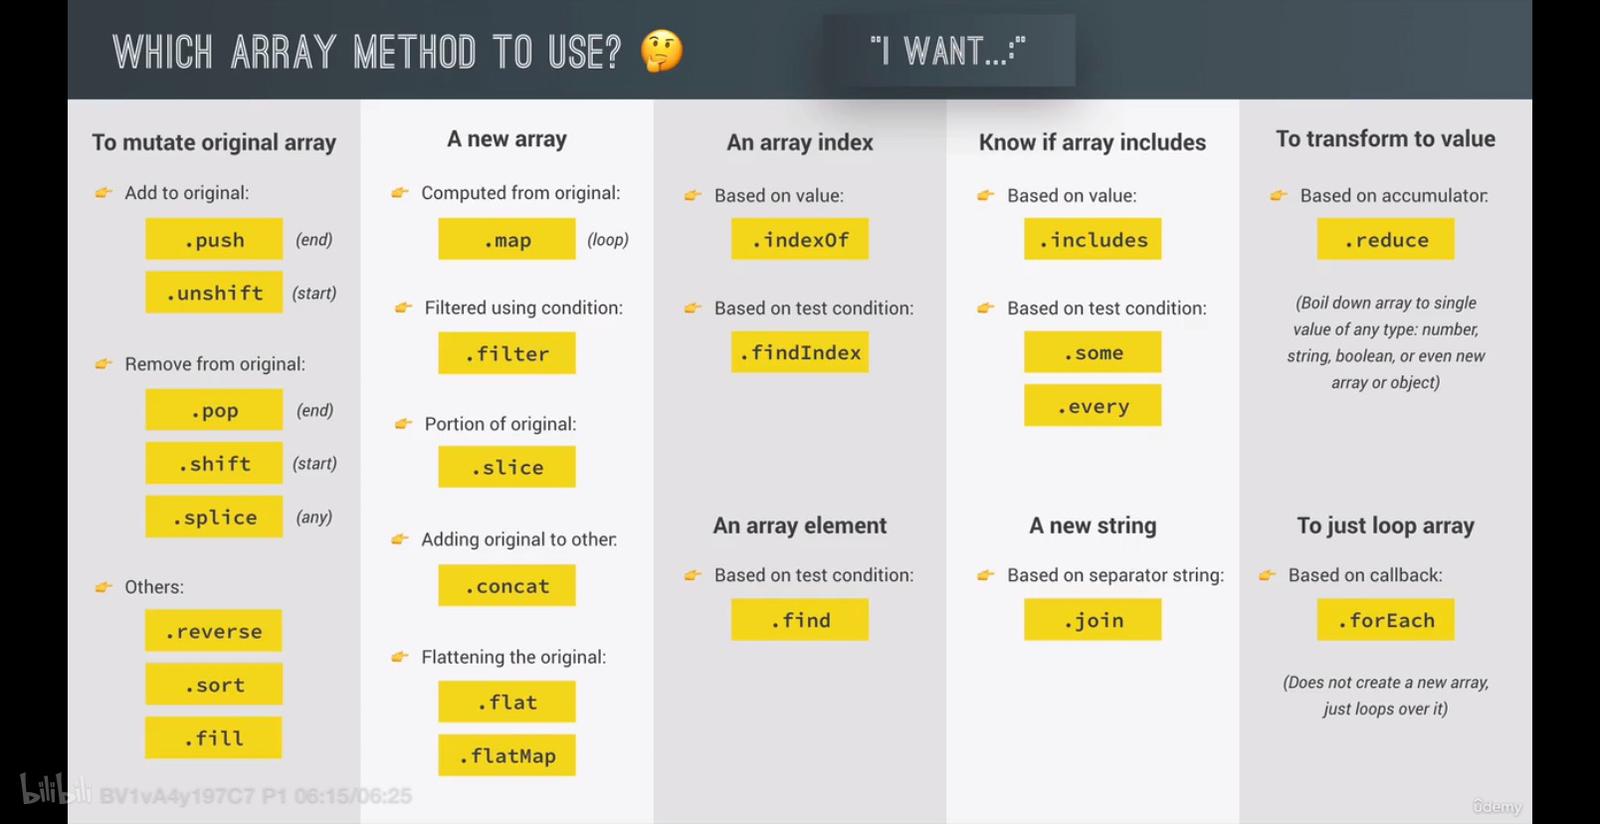 WHICH ARRAY METHOD TO USE? 🤔
"I WANT...:"
To mutate original array
👉 Add to original:
.push (end)
.unshift (start)
👉 Remove from original:
.pop (end)
.shift (start)
.splice (any)
👉 Others:
.reverse
.sort
.fill
A new array
👉 Computed from original:
.map (loop)
👉 Filtered using condition:
.filter
👉 Portion of original:
.slice
👉 Adding original to other:
.concat
👉 Flattening the original:
.flat
.flatMap
An array index
👉 Based on value:
.indexOf
👉 Based on test condition:
.findIndex
An array element
👉 Based on test condition:
.find
Know if array includes
👉 Based on value:
.includes
👉 Based on test condition:
.some
.every
A new string
👉 Based on separator string:
.join
To transform to value
👉 Based on accumulator:
.reduce
(Boil down array to single
value of any type: number,
string, boolean, or even new
array or object)
To just loop array
👉 Based on callback:
.forEach
(Does not create a new array,
just loops over it)
bilibili BV1vA4y197C7 P1 06:15/06:25
ûdemy